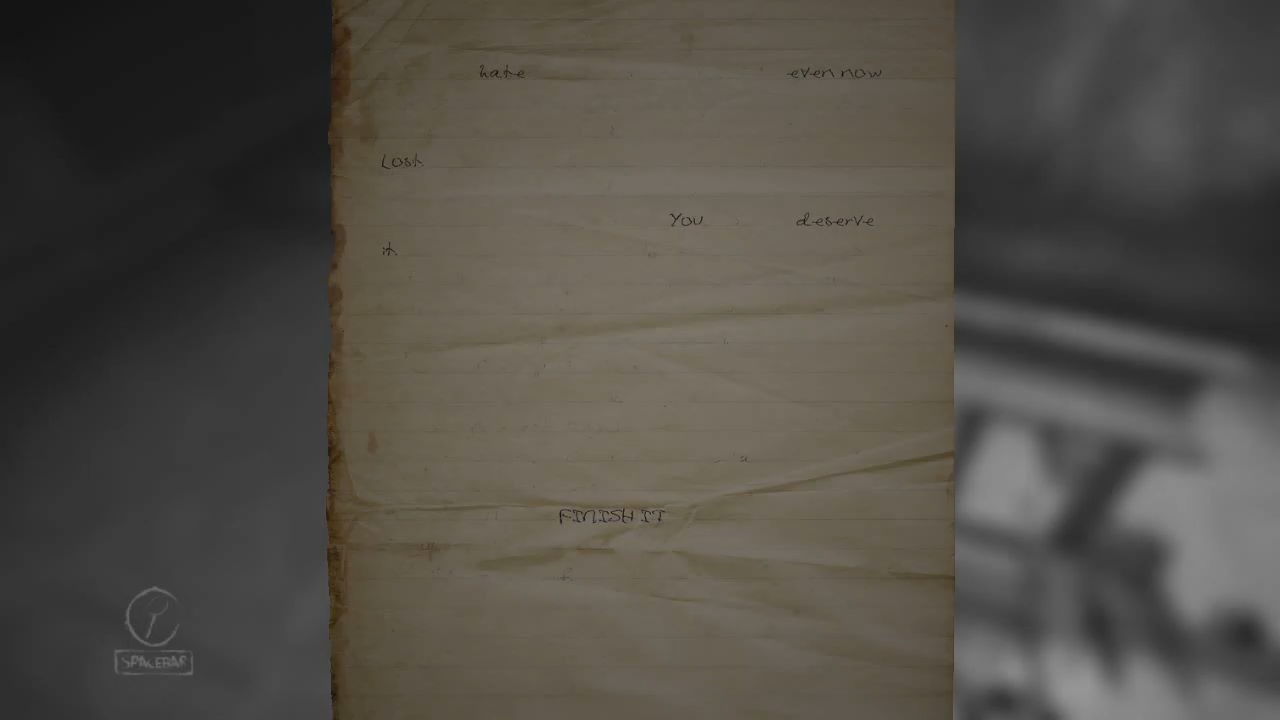 hate even now
Lost
You deserve
it.
FINISH IT
SPACEBAR